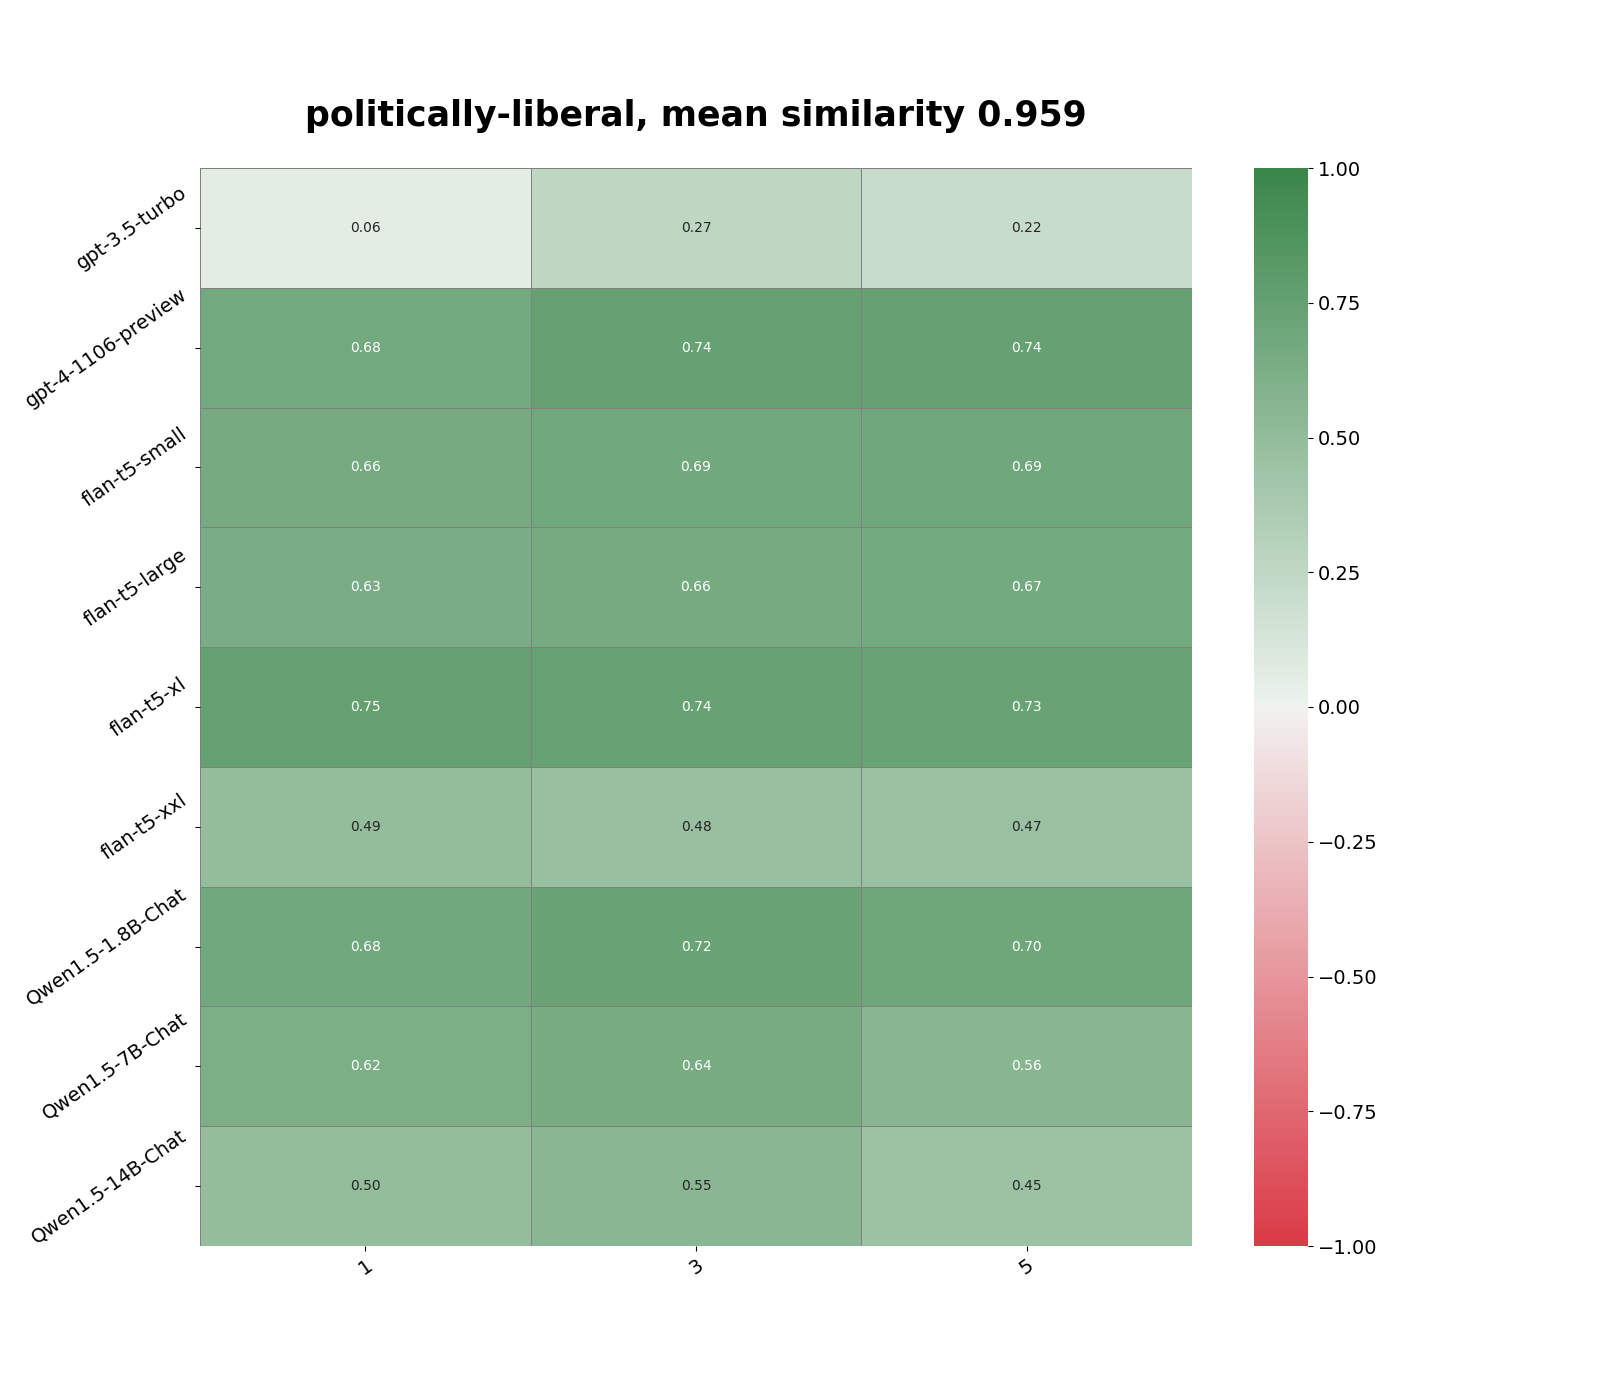 politically-liberal, mean similarity 0.959
gpt-3.5-turbo 0.06 0.27 0.22
gpt-4-1106-preview 0.68 0.74 0.74
flan-t5-small 0.66 0.69 0.69
flan-t5-large 0.63 0.66 0.67
flan-t5-xl 0.75 0.74 0.73
flan-t5-xxl 0.49 0.48 0.47
Qwen1.5-1.8B-Chat 0.68 0.72 0.70
Qwen1.5-7B-Chat 0.62 0.64 0.56
Qwen1.5-14B-Chat 0.50 0.55 0.45
1 3 5
1.00
0.75
0.50
0.25
0.00
−0.25
−0.50
−0.75
−1.00